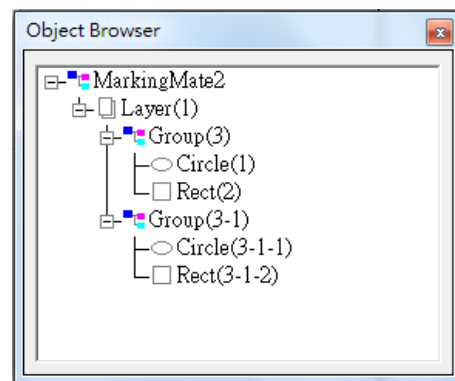 Object Browser
MarkingMate2
Layer(1)
Group(3)
Circle(1)
Rect(2)
Group(3-1)
Circle(3-1-1)
Rect(3-1-2)